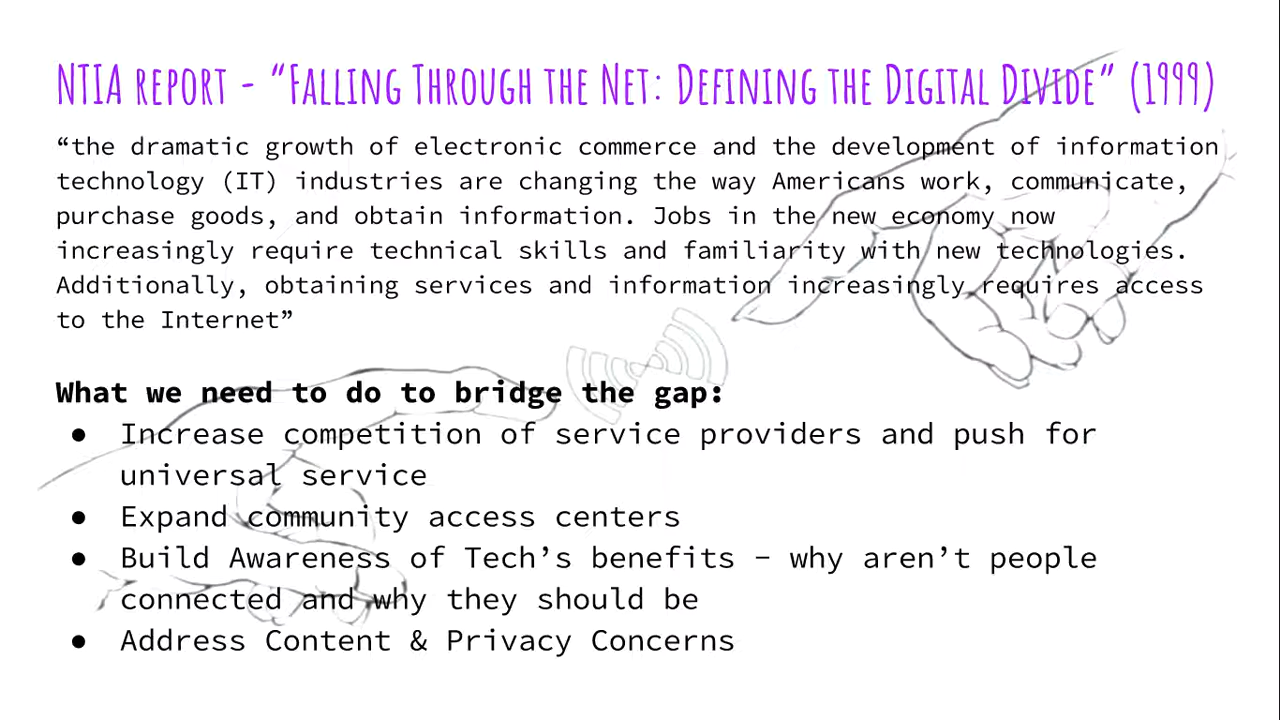 NTIA REPORT - “FALLING THROUGH THE NET: DEFINING THE DIGITAL DIVIDE” (1999)
“the dramatic growth of electronic commerce and the development of information
technology (IT) industries are changing the way Americans work, communicate,
purchase goods, and obtain information. Jobs in the new economy now
increasingly require technical skills and familiarity with new technologies.
Additionally, obtaining services and information increasingly requires access
to the Internet”
What we need to do to bridge the gap:
● Increase competition of service providers and push for
universal service
● Expand community access centers
● Build Awareness of Tech’s benefits – why aren’t people
connected and why they should be
● Address Content & Privacy Concerns